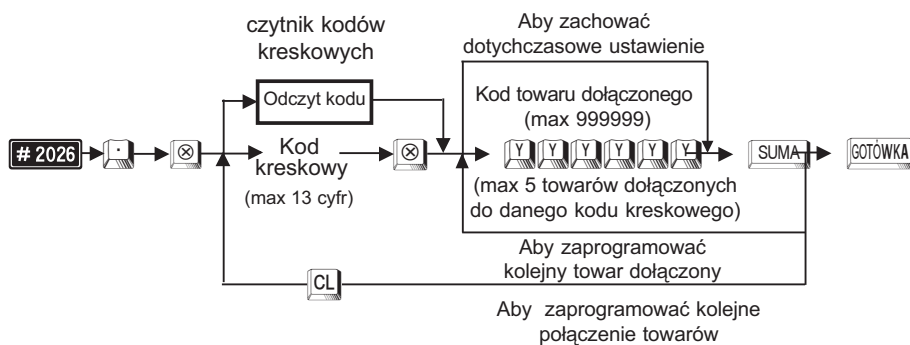 czytnik kodów
kreskowych
Aby zachować
dotychczasowe ustawienie
Odczyt kodu
Kod towaru dołączonego
(max 999999)
# 2026
·
⊗
Kod
kreskowy
(max 13 cyfr)
⊗
Y Y Y Y Y Y
SUMA
GOTÓWKA
(max 5 towarów dołączonych
do danego kodu kreskowego)
Aby zaprogramować
kolejny towar dołączony
CL
Aby zaprogramować kolejne
połączenie towarów